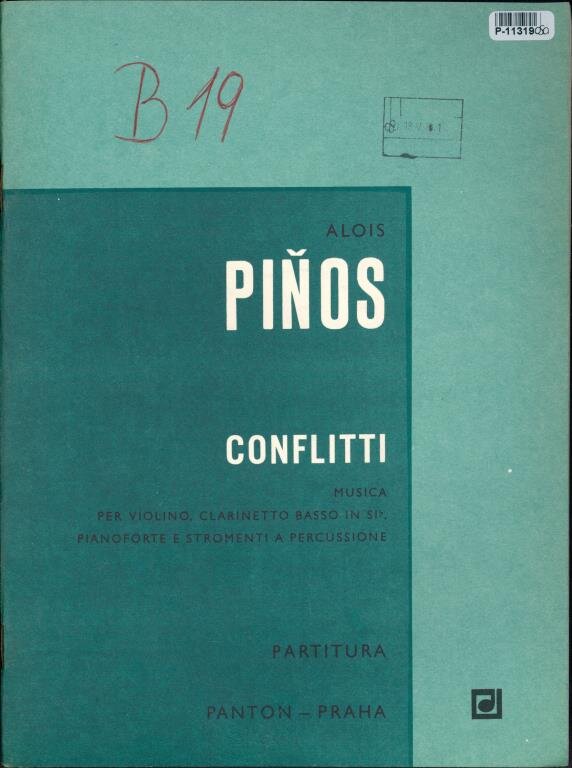 P-11319
B 19
ALOIS
PIŇOS
CONFLITTI
MUSICA
PER VIOLINO, CLARINETTO BASSO IN SI♭,
PIANOFORTE E STROMENTI A PERCUSSIONE
PARTITURA
PANTON – PRAHA